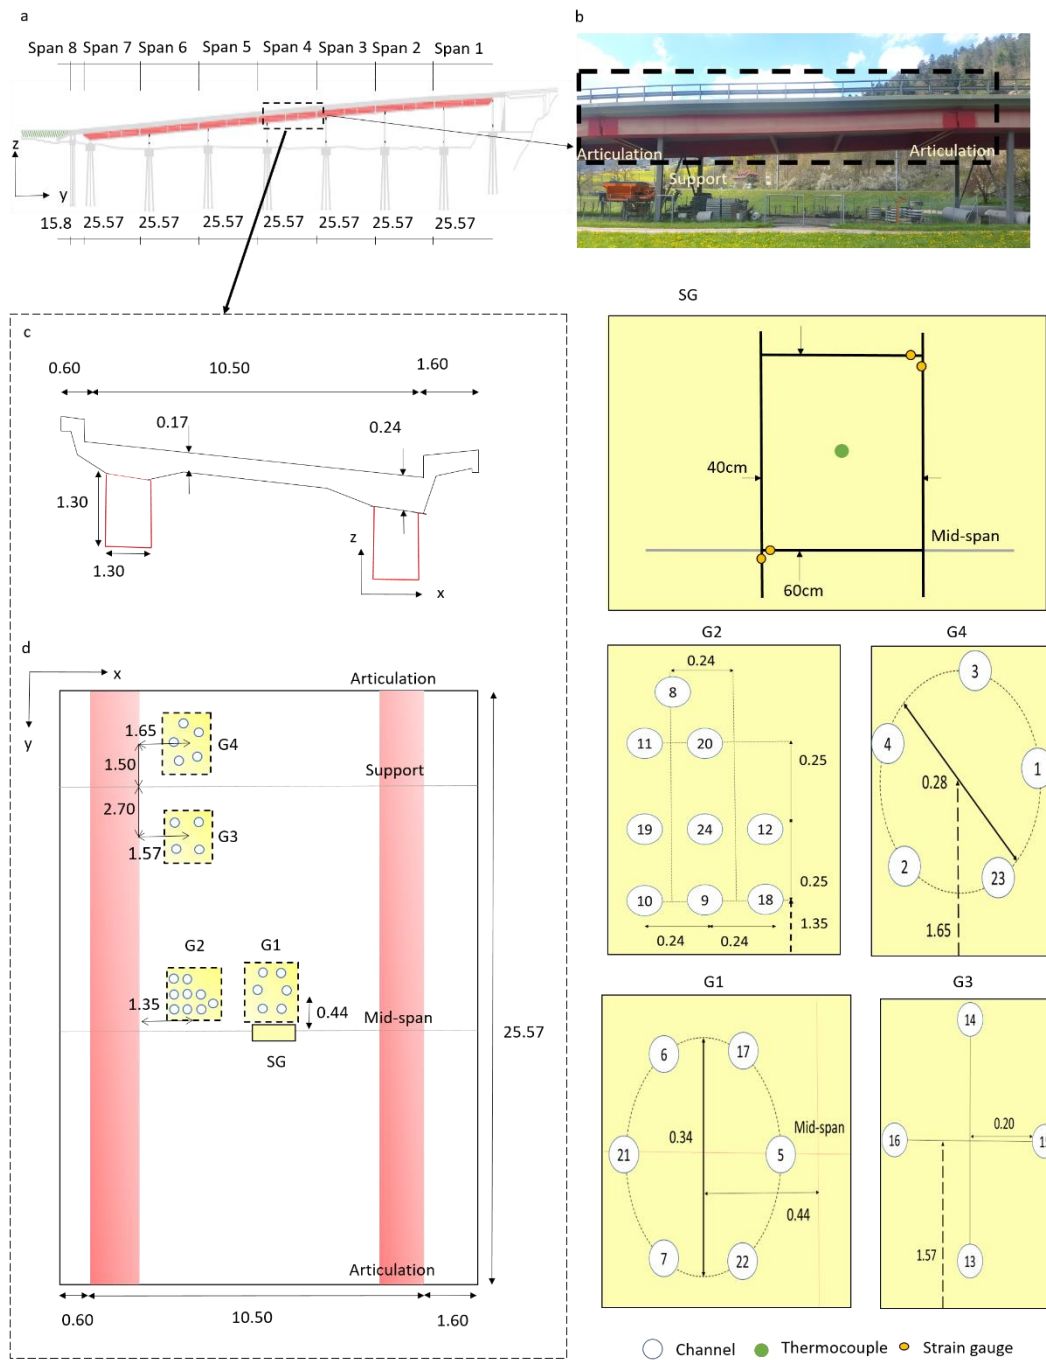 a
Span 8 Span 7 Span 6 Span 5 Span 4 Span 3 Span 2 Span 1
z
y
15.8 25.57 25.57 25.57 25.57 25.57 25.57 25.57
b
Articulation
Articulation
Support
c
0.60 10.50 1.60
0.17
0.24
1.30
1.30
z
x
d
x
y
Articulation
1.65
G4
1.50
Support
2.70
G3
1.57
G2 G1
1.35
0.44
Mid-span
SG
25.57
Articulation
0.60 10.50 1.60
SG
40cm
Mid-span
60cm
G2
0.24
8
11 20
0.25
19 24 12
0.25
10 9 18
1.35
0.24 0.24
G4
3
4
1
0.28
2
23
1.65
G1
6 17
Mid-span
0.34
21 5
0.44
7 22
G3
14
0.20
16 15
1.57
13
Channel Thermocouple Strain gauge